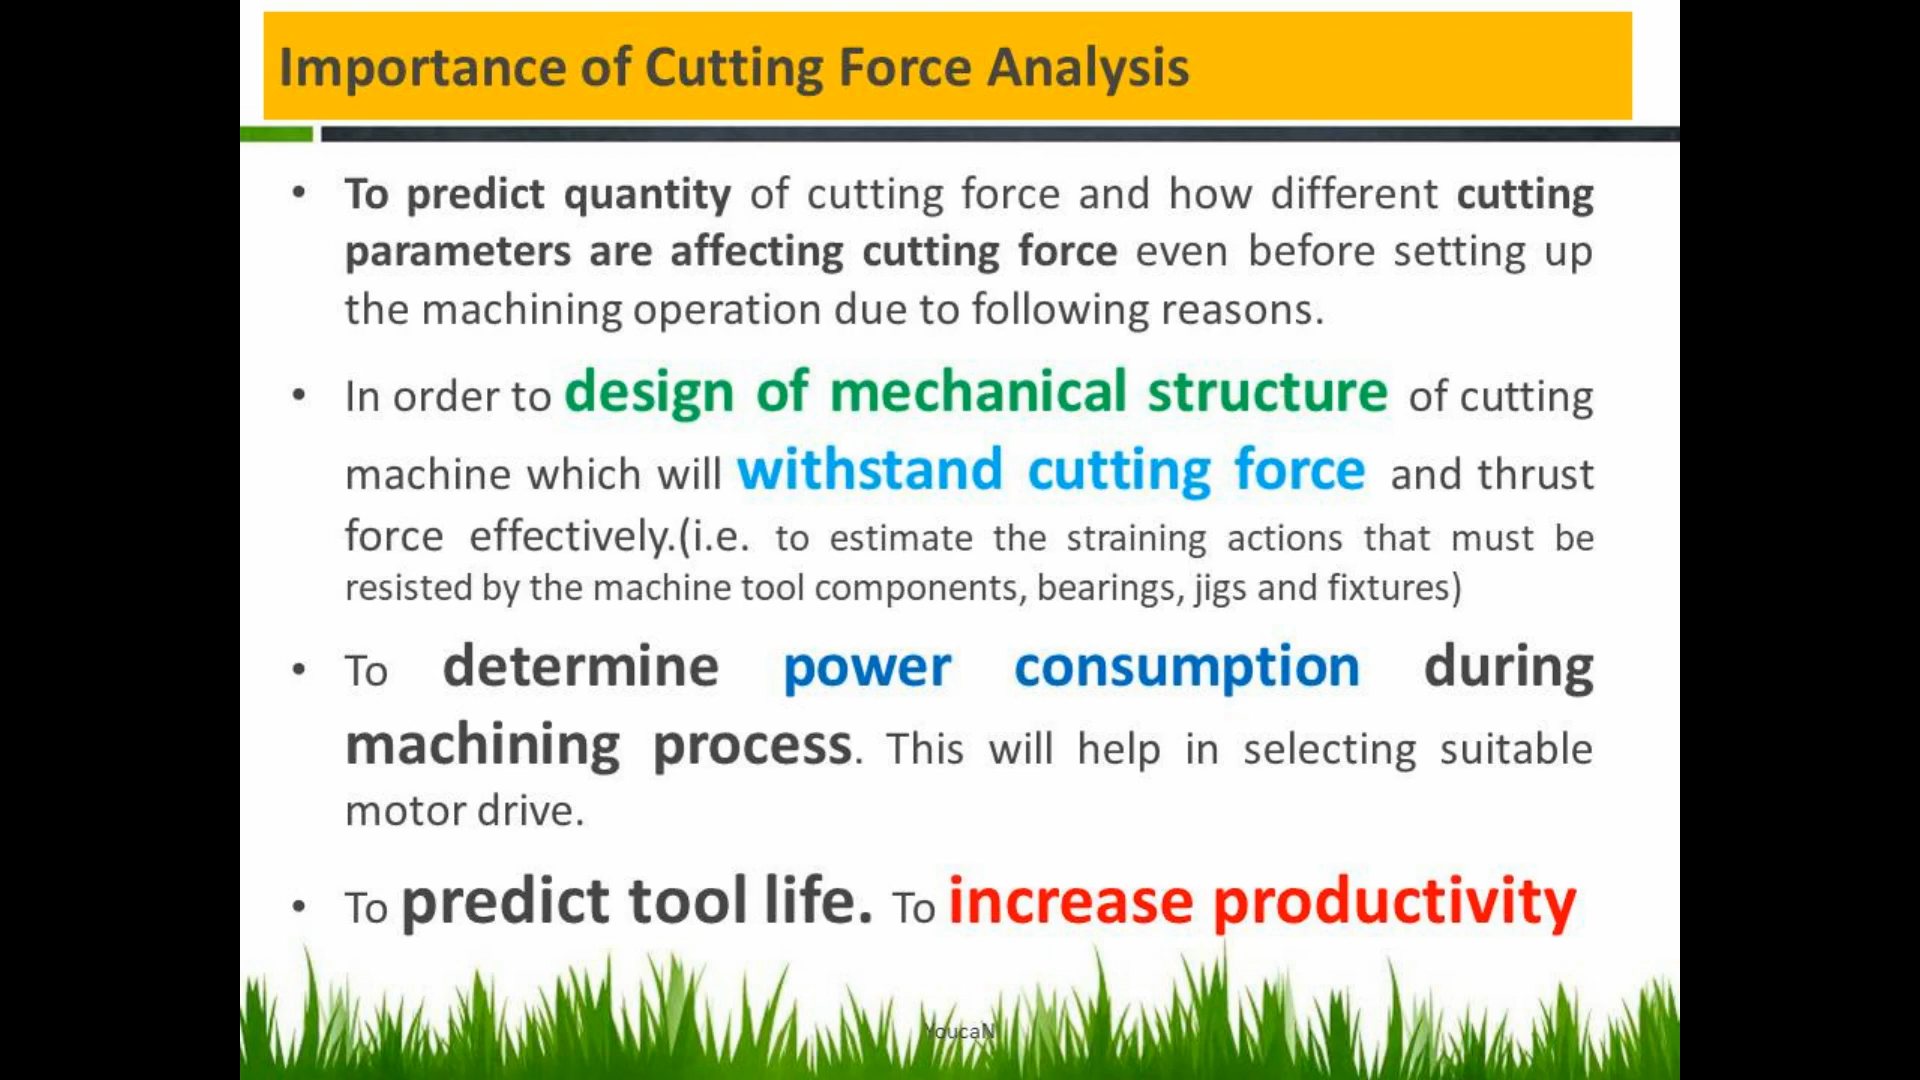 Importance of Cutting Force Analysis
• To predict quantity of cutting force and how different cutting
parameters are affecting cutting force even before setting up
the machining operation due to following reasons.
• In order to design of mechanical structure of cutting
machine which will withstand cutting force and thrust
force effectively.(i.e. to estimate the straining actions that must be
resisted by the machine tool components, bearings, jigs and fixtures)
• To determine power consumption during
machining process. This will help in selecting suitable
motor drive.
• To predict tool life. To increase productivity
YoucaN